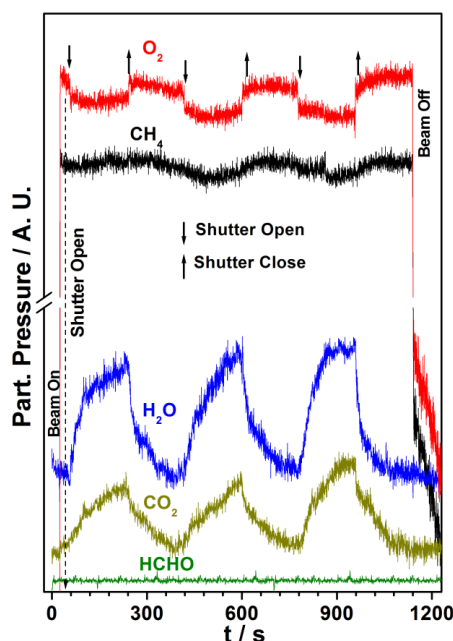 O2
CH4
Shutter Open
Shutter Close
Beam Off
Part. Pressure / A. U.
Beam On
Shutter Open
H2O
CO2
HCHO
0 300 600 900 1200
t / s